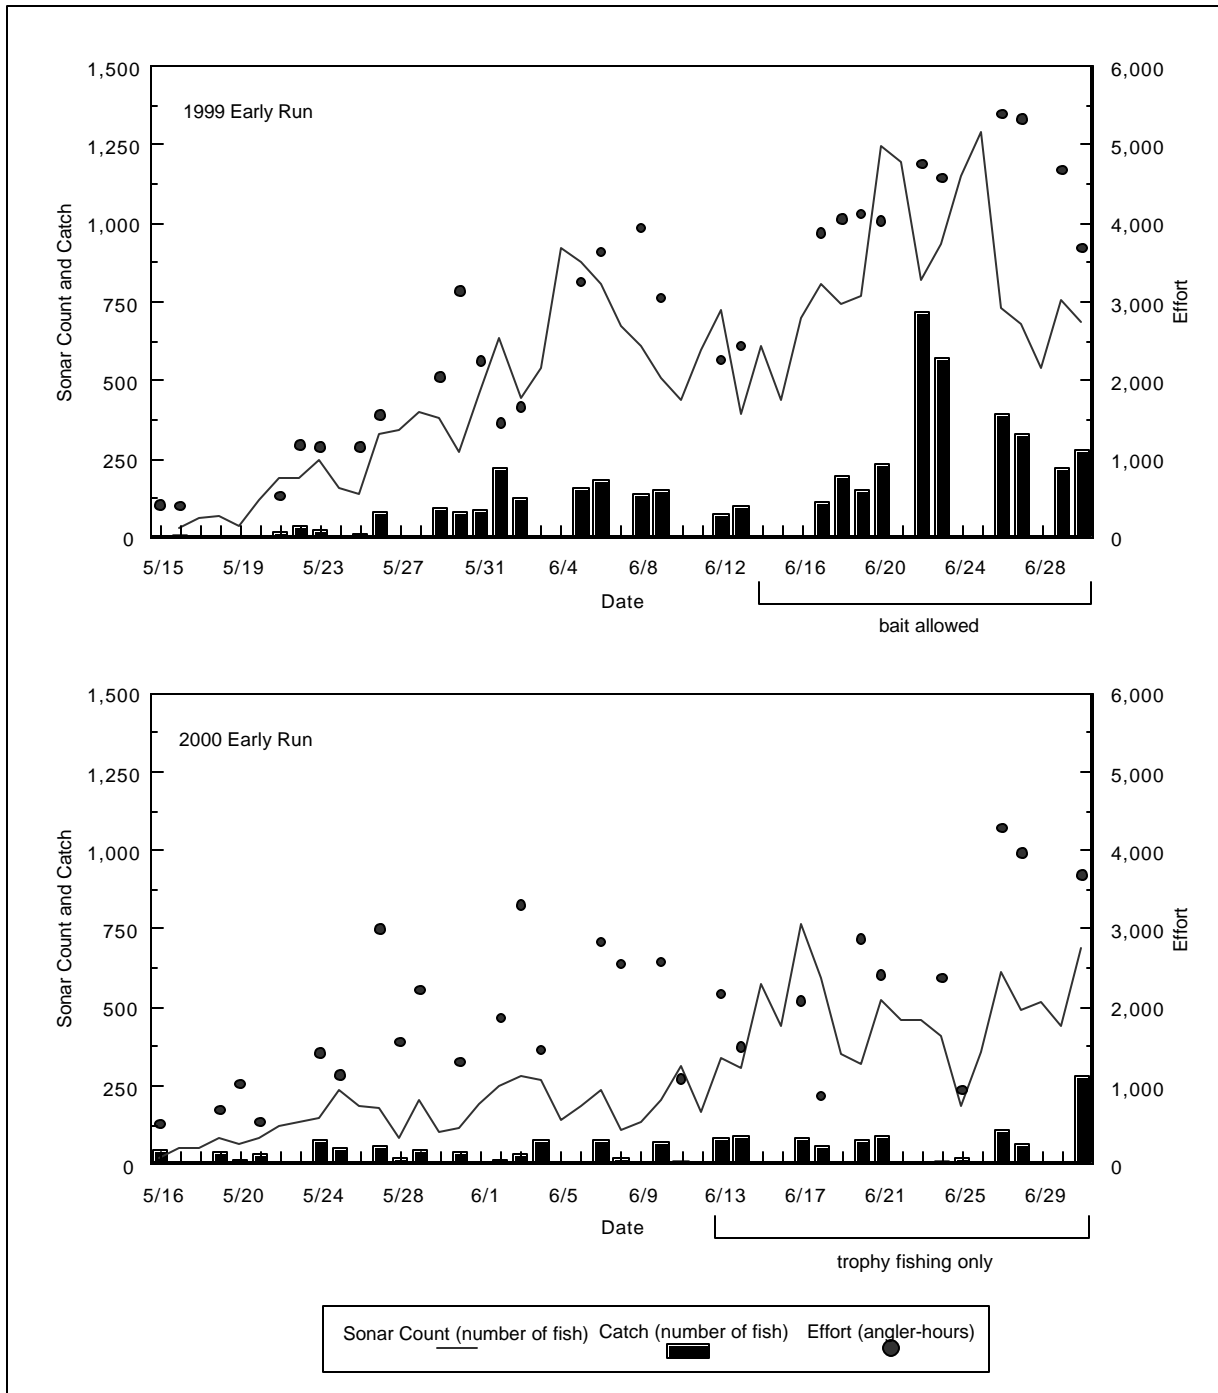 1,500
1,250
1,000
750
500
250
0
6,000
5,000
4,000
3,000
2,000
1,000
0
Sonar Count and Catch
Effort
1999 Early Run
5/15 5/19 5/23 5/27 5/31 6/4 6/8 6/12 6/16 6/20 6/24 6/28
Date
bait allowed
1,500
1,250
1,000
750
500
250
0
6,000
5,000
4,000
3,000
2,000
1,000
0
Sonar Count and Catch
Effort
2000 Early Run
5/16 5/20 5/24 5/28 6/1 6/5 6/9 6/13 6/17 6/21 6/25 6/29
Date
trophy fishing only
Sonar Count (number of fish) Catch (number of fish) Effort (angler-hours)